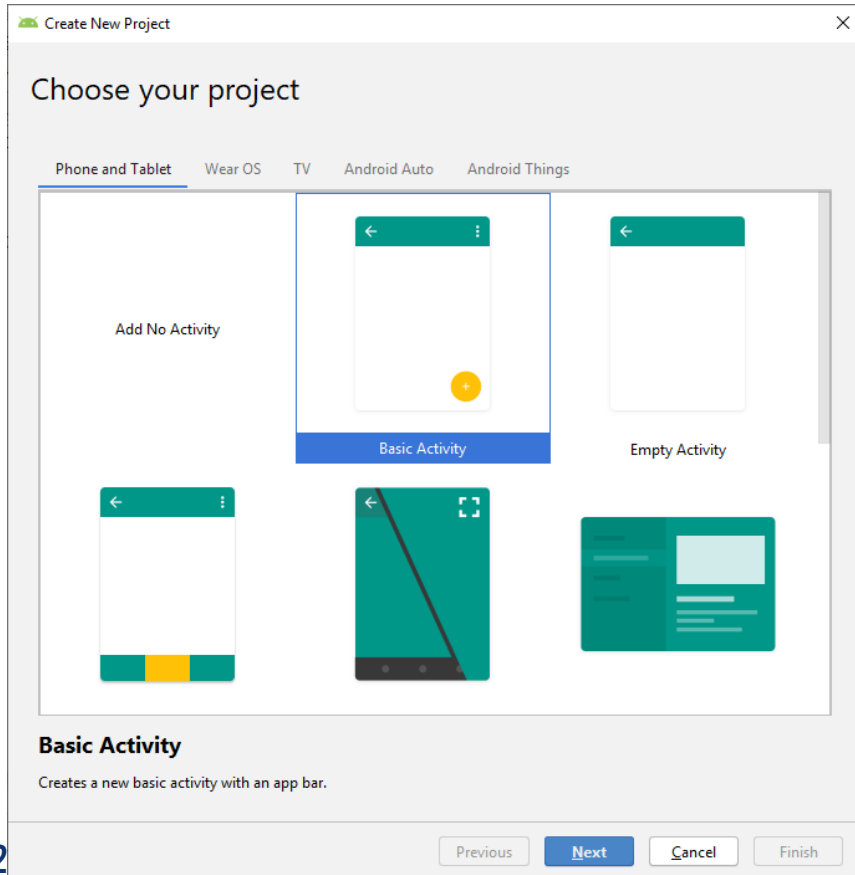 Create New Project
Choose your project
Phone and Tablet Wear OS TV Android Auto Android Things
Add No Activity
Basic Activity
Empty Activity
Basic Activity
Creates a new basic activity with an app bar.
2
Previous Next Cancel Finish